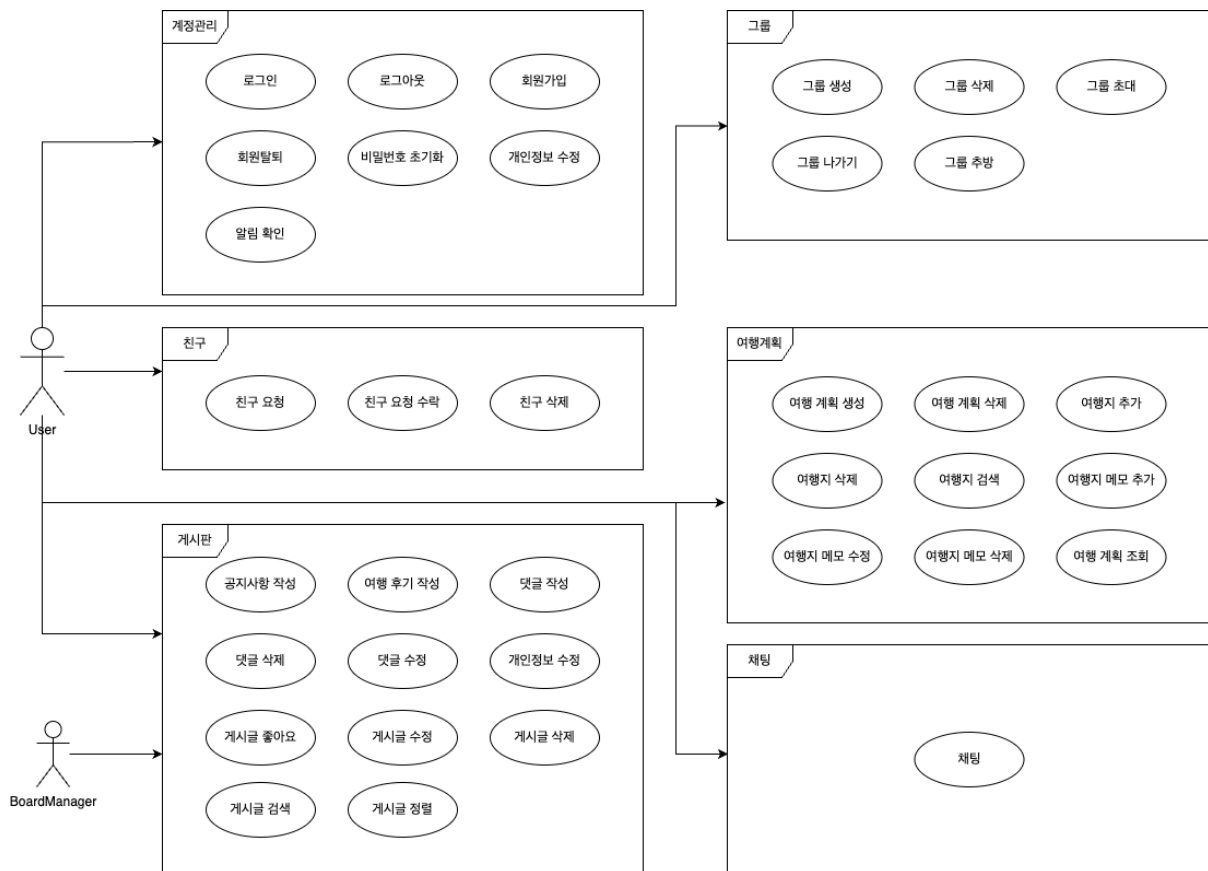 계정관리
로그인
로그아웃
회원가입
회원탈퇴
비밀번호 초기화
개인정보 수정
알림 확인
그룹
그룹 생성
그룹 삭제
그룹 초대
그룹 나가기
그룹 추방
User
친구
친구 요청
친구 요청 수락
친구 삭제
여행계획
여행 계획 생성
여행 계획 삭제
여행지 추가
여행지 삭제
여행지 검색
여행지 메모 추가
여행지 메모 수정
여행지 메모 삭제
여행 계획 조회
게시판
공지사항 작성
여행 후기 작성
댓글 작성
댓글 삭제
댓글 수정
개인정보 수정
게시글 좋아요
게시글 수정
게시글 삭제
게시글 검색
게시글 정렬
BoardManager
채팅
채팅